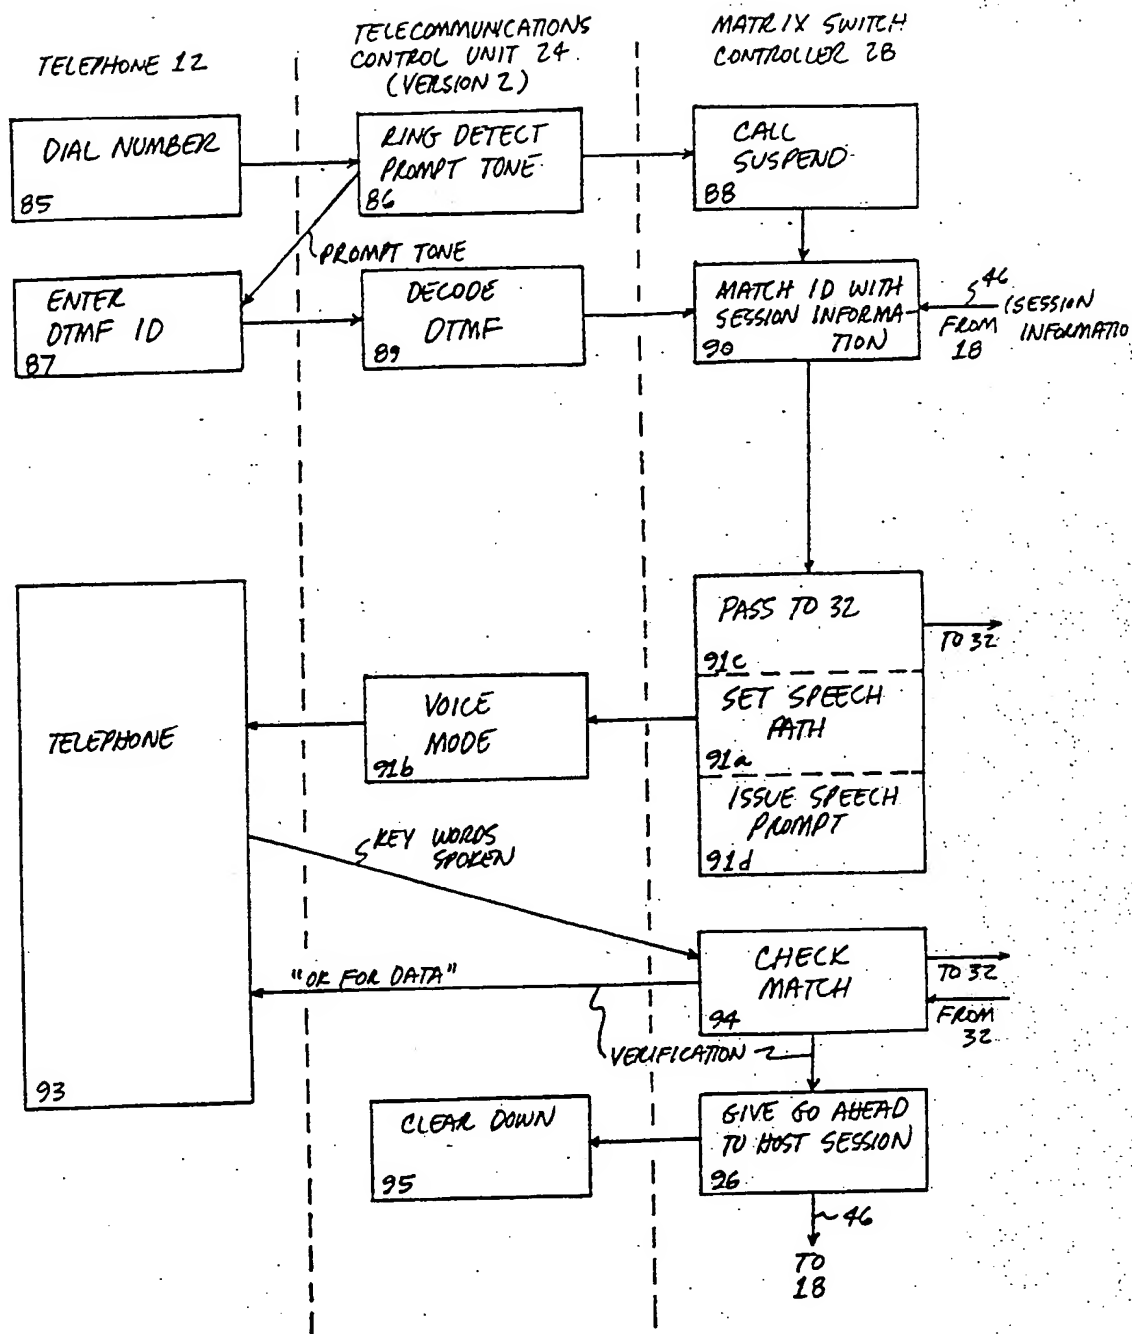 TELEPHONE 12
TELECOMMUNICATIONS
CONTROL UNIT 24.
(VERSION 2)
MATRIX SWITCH
CONTROLLER 28
DIAL NUMBER
85
RING DETECT
PROMPT TONE
86
CALL
SUSPEND
88
PROMPT TONE
ENTER
DTMF ID
87
DECODE
DTMF
89
MATCH ID WITH
SESSION INFORMA-
TION
90
46
FROM
18
(SESSION
INFORMATIO
PASS TO 32
91c
TO 32
SET SPEECH
PATH
91a
ISSUE SPEECH
PROMPT
91d
VOICE
MODE
91b
TELEPHONE
93
KEY WORDS
SPOKEN
CHECK
MATCH
94
TO 32
FROM
32
"OK FOR DATA"
VERIFICATION
CLEAR DOWN
95
GIVE GO AHEAD
TO HOST SESSION
96
46
TO
18